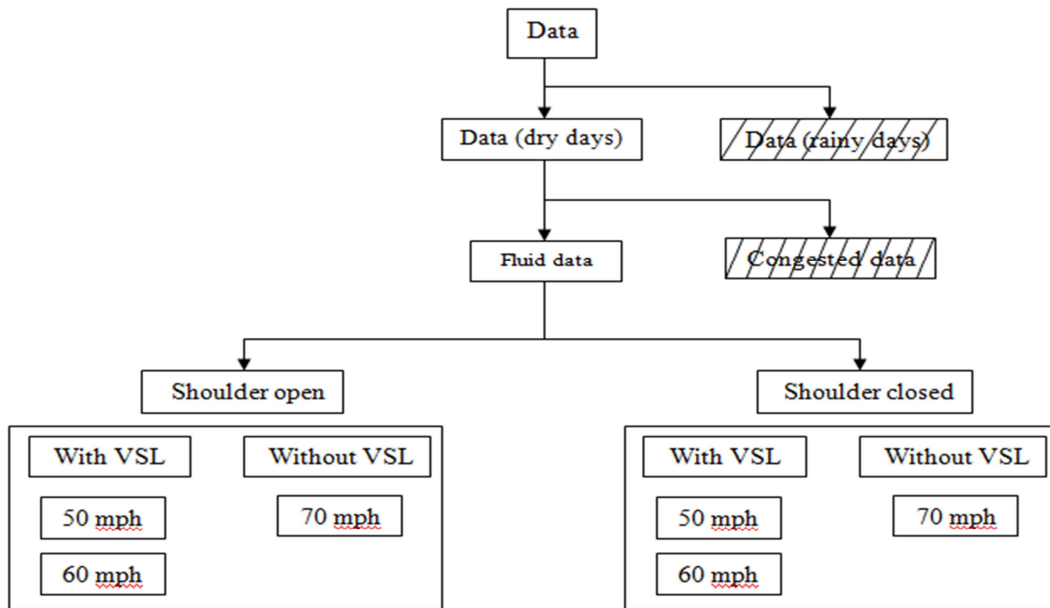 Data
Data (dry days)
Data (rainy days)
Fluid data
Congested data
Shoulder open
Shoulder closed
With VSL
Without VSL
50 mph
70 mph
60 mph
With VSL
Without VSL
50 mph
70 mph
60 mph